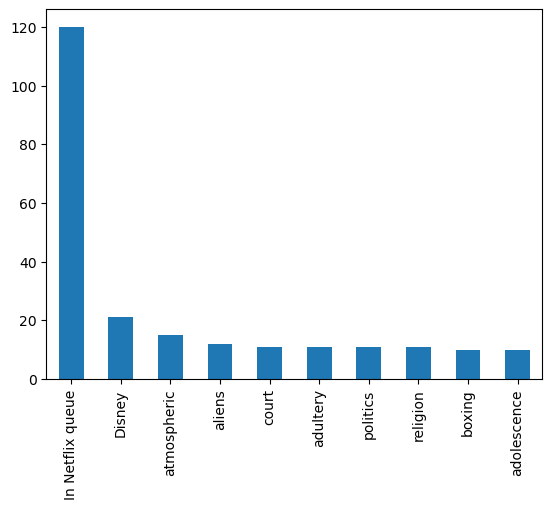 120
100
80
60
40
20
0
In Netflix queue
Disney
atmospheric
aliens
court
adultery
politics
religion
boxing
adolescence